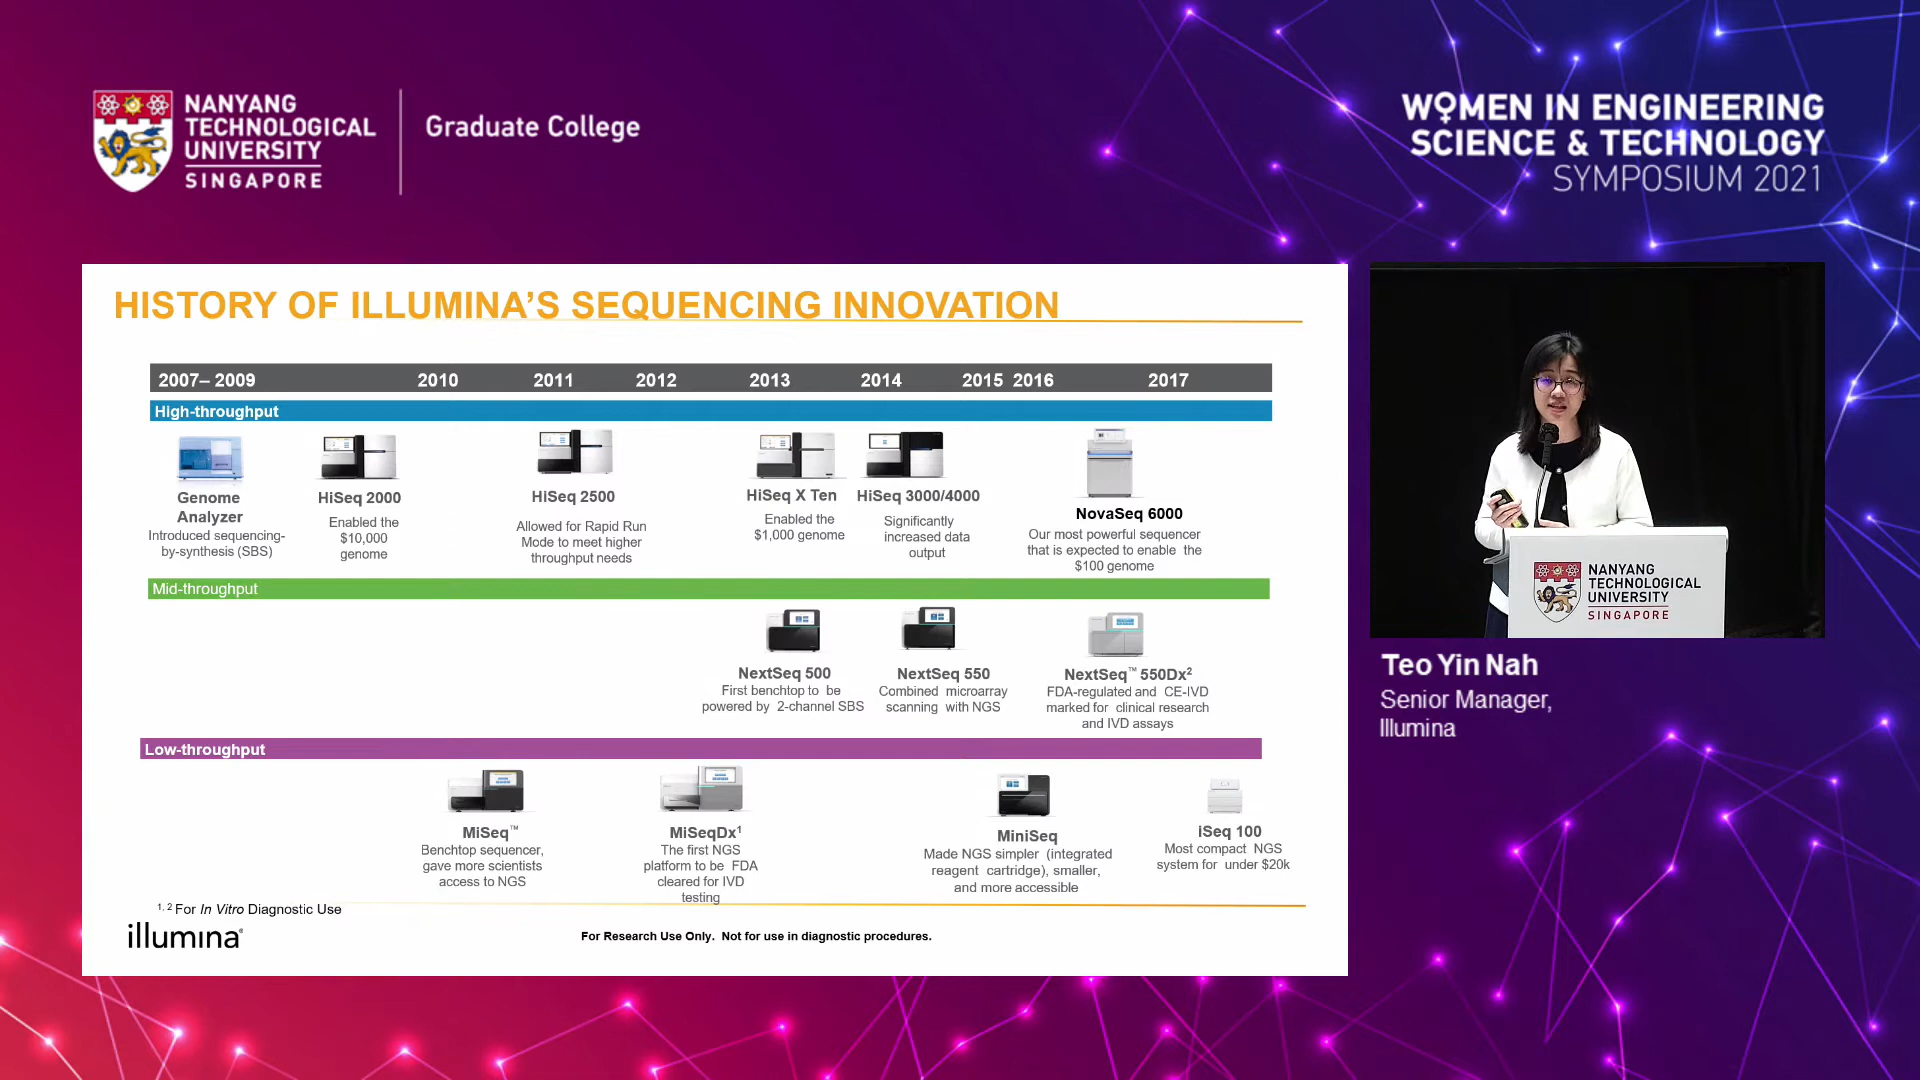 NANYANG
TECHNOLOGICAL
UNIVERSITY
SINGAPORE
Graduate College
WOMEN IN ENGINEERING
SCIENCE & TECHNOLOGY
SYMPOSIUM 2021
HISTORY OF ILLUMINA'S SEQUENCING INNOVATION
2007– 2009 2010 2011 2012 2013 2014 2015 2016 2017
High-throughput
Genome
Analyzer
Introduced sequencing-
by-synthesis (SBS)
HiSeq 2000
Enabled the
$10,000
genome
HiSeq 2500
Allowed for Rapid Run
Mode to meet higher
throughput needs
HiSeq X Ten
Enabled the
$1,000 genome
HiSeq 3000/4000
Significantly
increased data
output
NovaSeq 6000
Our most powerful sequencer
that is expected to enable the
$100 genome
Mid-throughput
NextSeq 500
First benchtop to be
powered by 2-channel SBS
NextSeq 550
Combined microarray
scanning with NGS
NextSeq™ 550Dx²
FDA-regulated and CE-IVD
marked for clinical research
and IVD assays
Low-throughput
MiSeq™
Benchtop sequencer,
gave more scientists
access to NGS
MiSeqDx¹
The first NGS
platform to be FDA
cleared for IVD
testing
MiniSeq
Made NGS simpler (integrated
reagent cartridge), smaller,
and more accessible
iSeq 100
Most compact NGS
system for under $20k
1, 2 For In Vitro Diagnostic Use
illumina®
For Research Use Only. Not for use in diagnostic procedures.
NANYANG
TECHNOLOGICAL
UNIVERSITY
SINGAPORE
Teo Yin Nah
Senior Manager,
Illumina